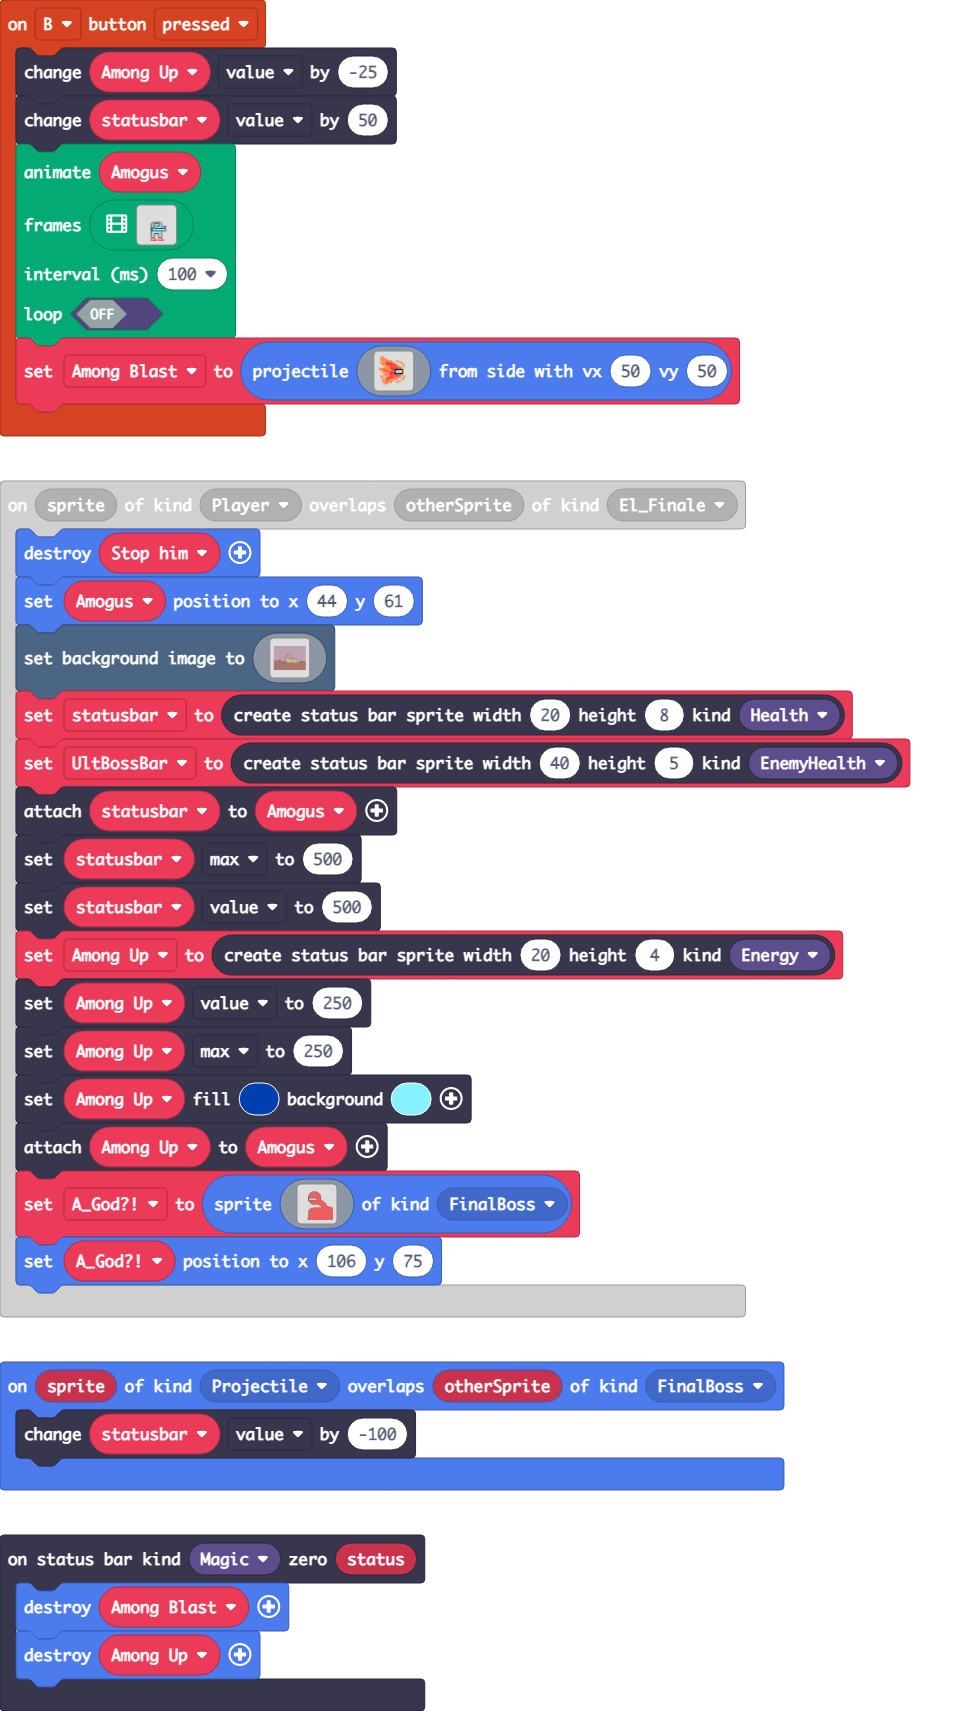 on B button pressed
change Among Up value by -25
change statusbar value by 50
animate Amogus
frames
interval (ms) 100
loop OFF
set Among Blast to projectile from side with vx 50 vy 50
on sprite of kind Player overlaps otherSprite of kind El_Finale
destroy Stop him
set Amogus position to x 44 y 61
set background image to
set statusbar to create status bar sprite width 20 height 8 kind Health
set UltBossBar to create status bar sprite width 40 height 5 kind EnemyHealth
attach statusbar to Amogus
set statusbar max to 500
set statusbar value to 500
set Among Up to create status bar sprite width 20 height 4 kind Energy
set Among Up value to 250
set Among Up max to 250
set Among Up fill background
attach Among Up to Amogus
set A_God?! to sprite of kind FinalBoss
set A_God?! position to x 106 y 75
on sprite of kind Projectile overlaps otherSprite of kind FinalBoss
change statusbar value by -100
on status bar kind Magic zero status
destroy Among Blast
destroy Among Up